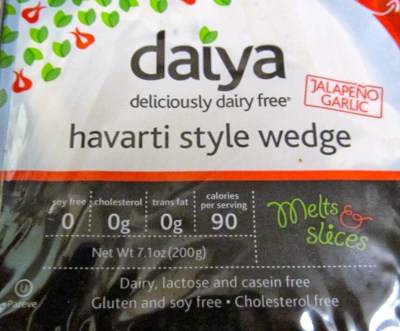 daiya
deliciously dairy free®
JALAPEÑO
GARLIC
havarti style wedge
soy free
0
cholesterol
0g
trans fat
0g
calories
per serving
90
Melts &
slices
Net Wt 7.1oz (200g)
U
Pareve
Dairy, lactose and casein free
Gluten and soy free • Cholesterol free